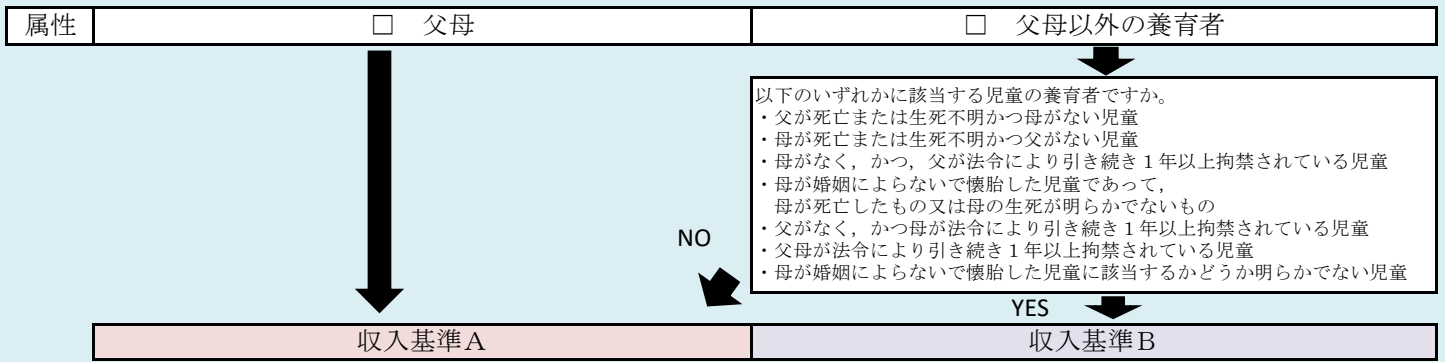 属性 □ 父母 □ 父母以外の養育者
以下のいずれかに該当する児童の養育者ですか。
・父が死亡または生死不明かつ母がない児童
・母が死亡または生死不明かつ父がない児童
・母がなく，かつ，父が法令により引き続き１年以上拘禁されている児童
・母が婚姻によらないで懐胎した児童であって，
母が死亡したもの又は母の生死が明らかでないもの
・父がなく，かつ母が法令により引き続き１年以上拘禁されている児童
・父母が法令により引き続き１年以上拘禁されている児童
・母が婚姻によらないで懐胎した児童に該当するかどうか明らかでない児童
NO
YES
収入基準Ａ 収入基準Ｂ